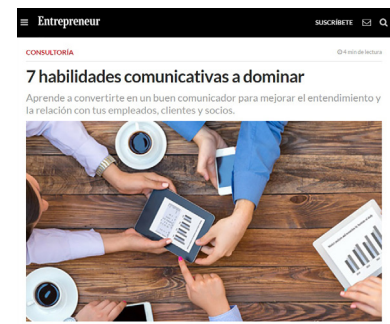 Entrepreneur
SUSCRÍBETE
CONSULTORÍA
4 min de lectura
7 habilidades comunicativas a dominar
Aprende a convertirte en un buen comunicador para mejorar el entendimiento y
la relación con tus empleados, clientes y socios.